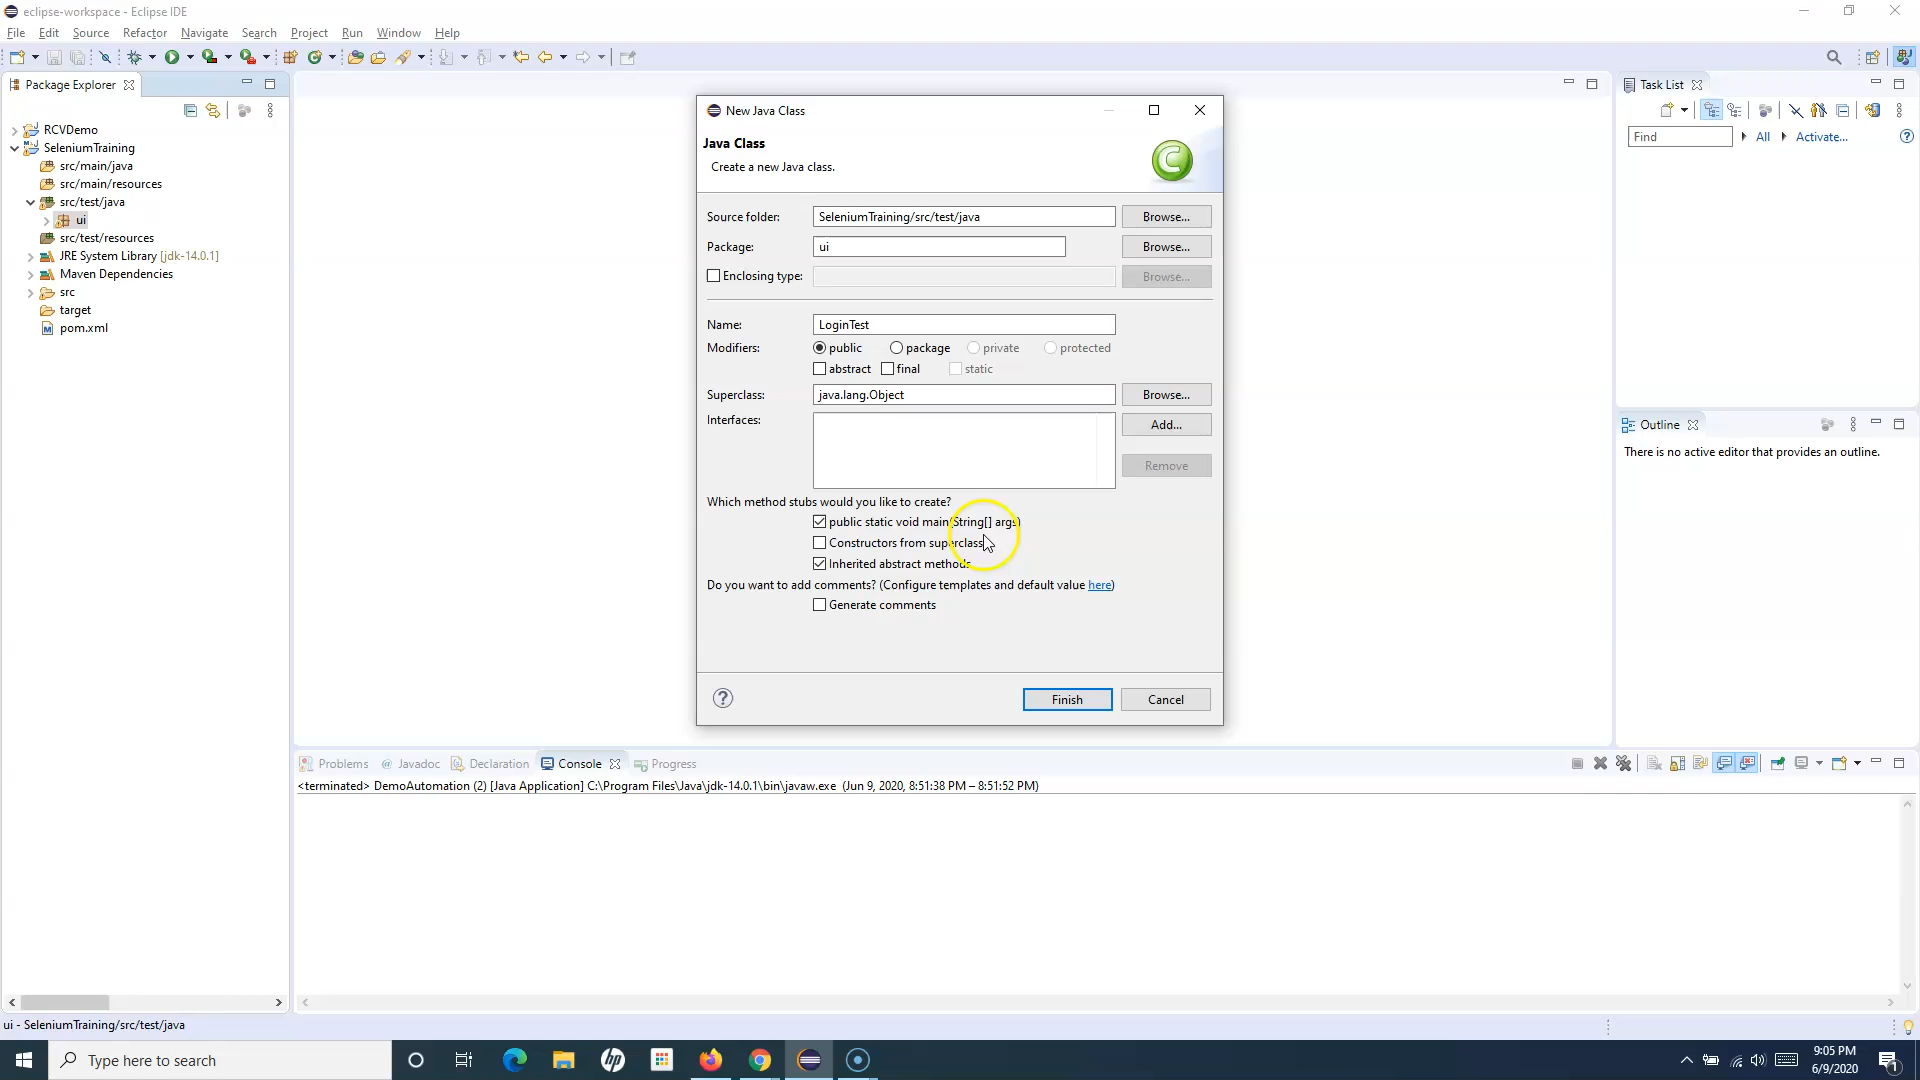 eclipse-workspace - Eclipse IDE
File Edit Source Refactor Navigate Search Project Run Window Help
Package Explorer
RCVDemo
SeleniumTraining
src/main/java
src/main/resources
src/test/java
ui
src/test/resources
JRE System Library [jdk-14.0.1]
Maven Dependencies
src
target
pom.xml
New Java Class
Java Class
Create a new Java class.
Source folder: SeleniumTraining/src/test/java Browse...
Package: ui Browse...
Enclosing type: Browse...
Name: LoginTest
Modifiers: public package private protected
abstract final static
Superclass: java.lang.Object Browse...
Interfaces: Add...
Remove
Which method stubs would you like to create?
public static void main(String[] args)
Constructors from superclass
Inherited abstract methods
Do you want to add comments? (Configure templates and default value here)
Generate comments
Finish Cancel
Task List
Find All Activate...
Outline
There is no active editor that provides an outline.
Problems Javadoc Declaration Console Progress
<terminated> DemoAutomation (2) [Java Application] C:\Program Files\Java\jdk-14.0.1\bin\javaw.exe (Jun 9, 2020, 8:51:38 PM – 8:51:52 PM)
ui - SeleniumTraining/src/test/java
Type here to search
9:05 PM
6/9/2020